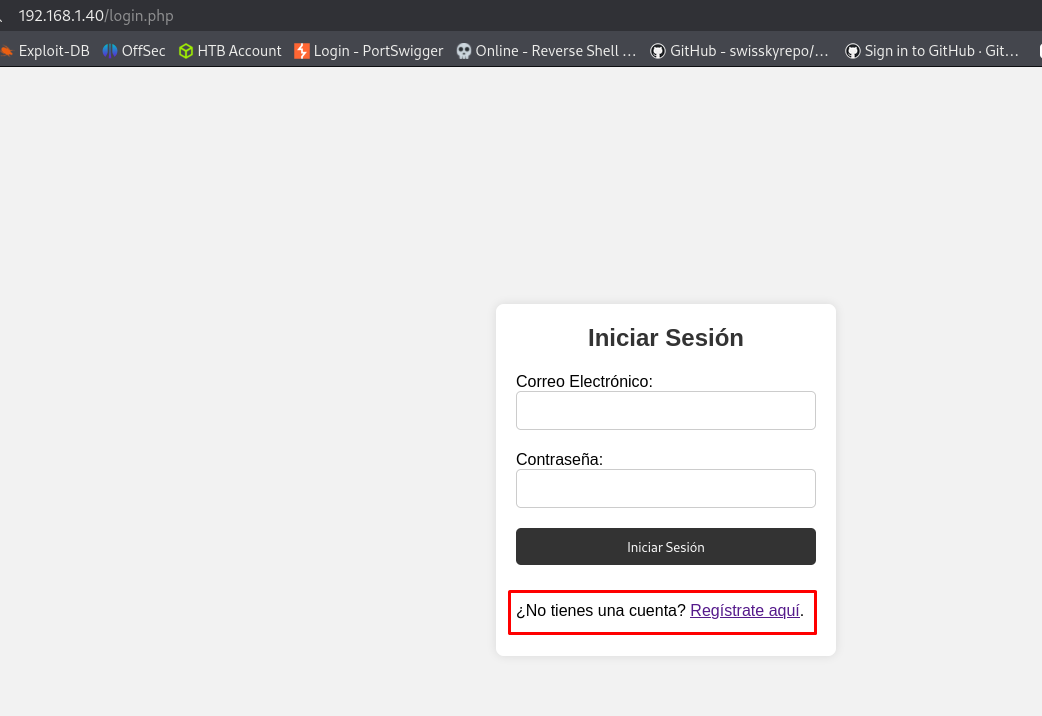 192.168.1.40/login.php
Exploit-DB OffSec HTB Account Login - PortSwigger Online - Reverse Shell ... GitHub - swisskyrepo/... Sign in to GitHub · Git...
Iniciar Sesión
Correo Electrónico:
Contraseña:
Iniciar Sesión
¿No tienes una cuenta? Regístrate aquí.